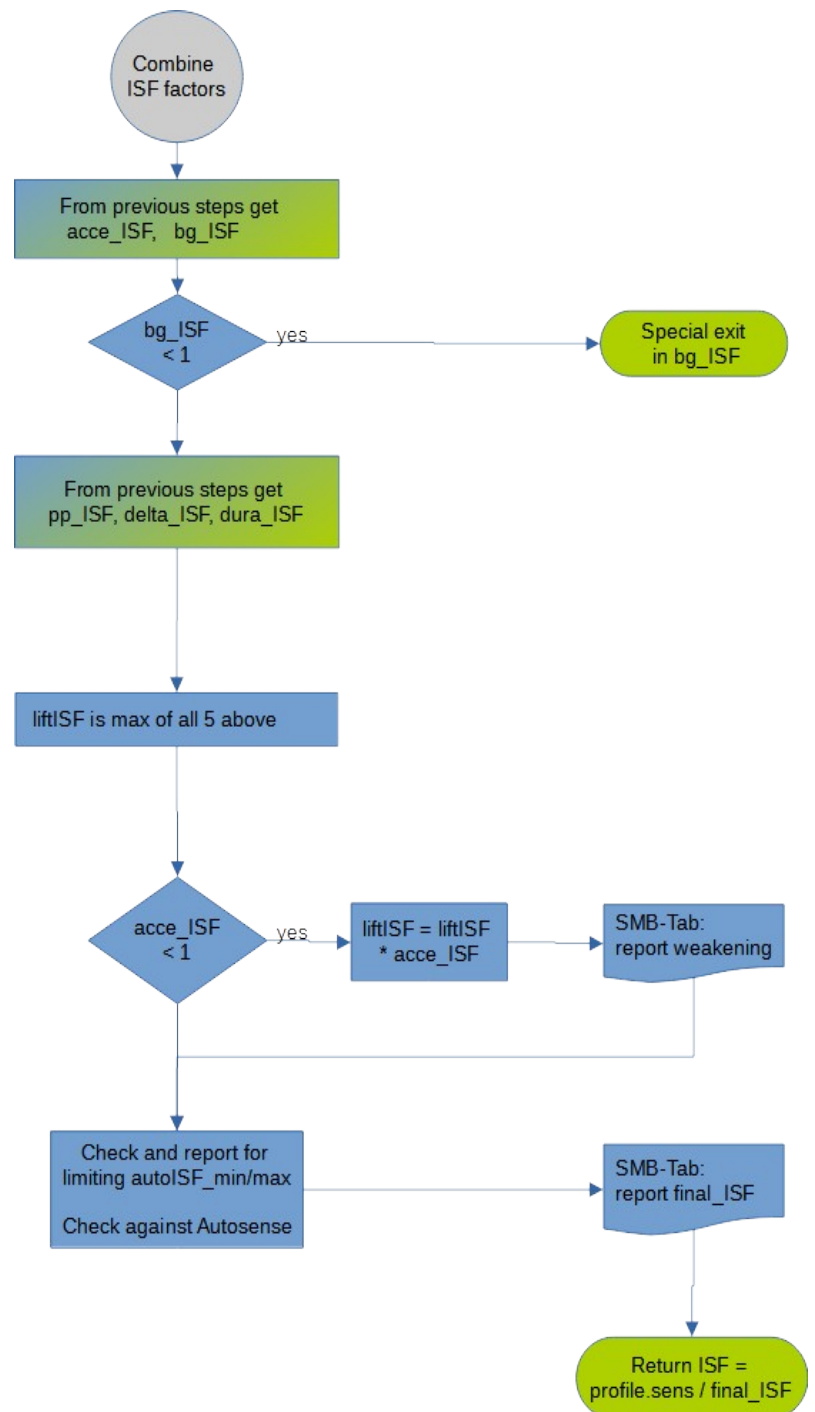 Combine
ISF factors
From previous steps get
acce_ISF, bg_ISF
bg_ISF
< 1
yes
Special exit
in bg_ISF
From previous steps get
pp_ISF, delta_ISF, dura_ISF
liftISF is max of all 5 above
acce_ISF
< 1
yes
liftISF = liftISF
* acce_ISF
SMB-Tab:
report weakening
Check and report for
limiting autoISF_min/max
Check against Autosense
SMB-Tab:
report final_ISF
Return ISF =
profile.sens / final_ISF